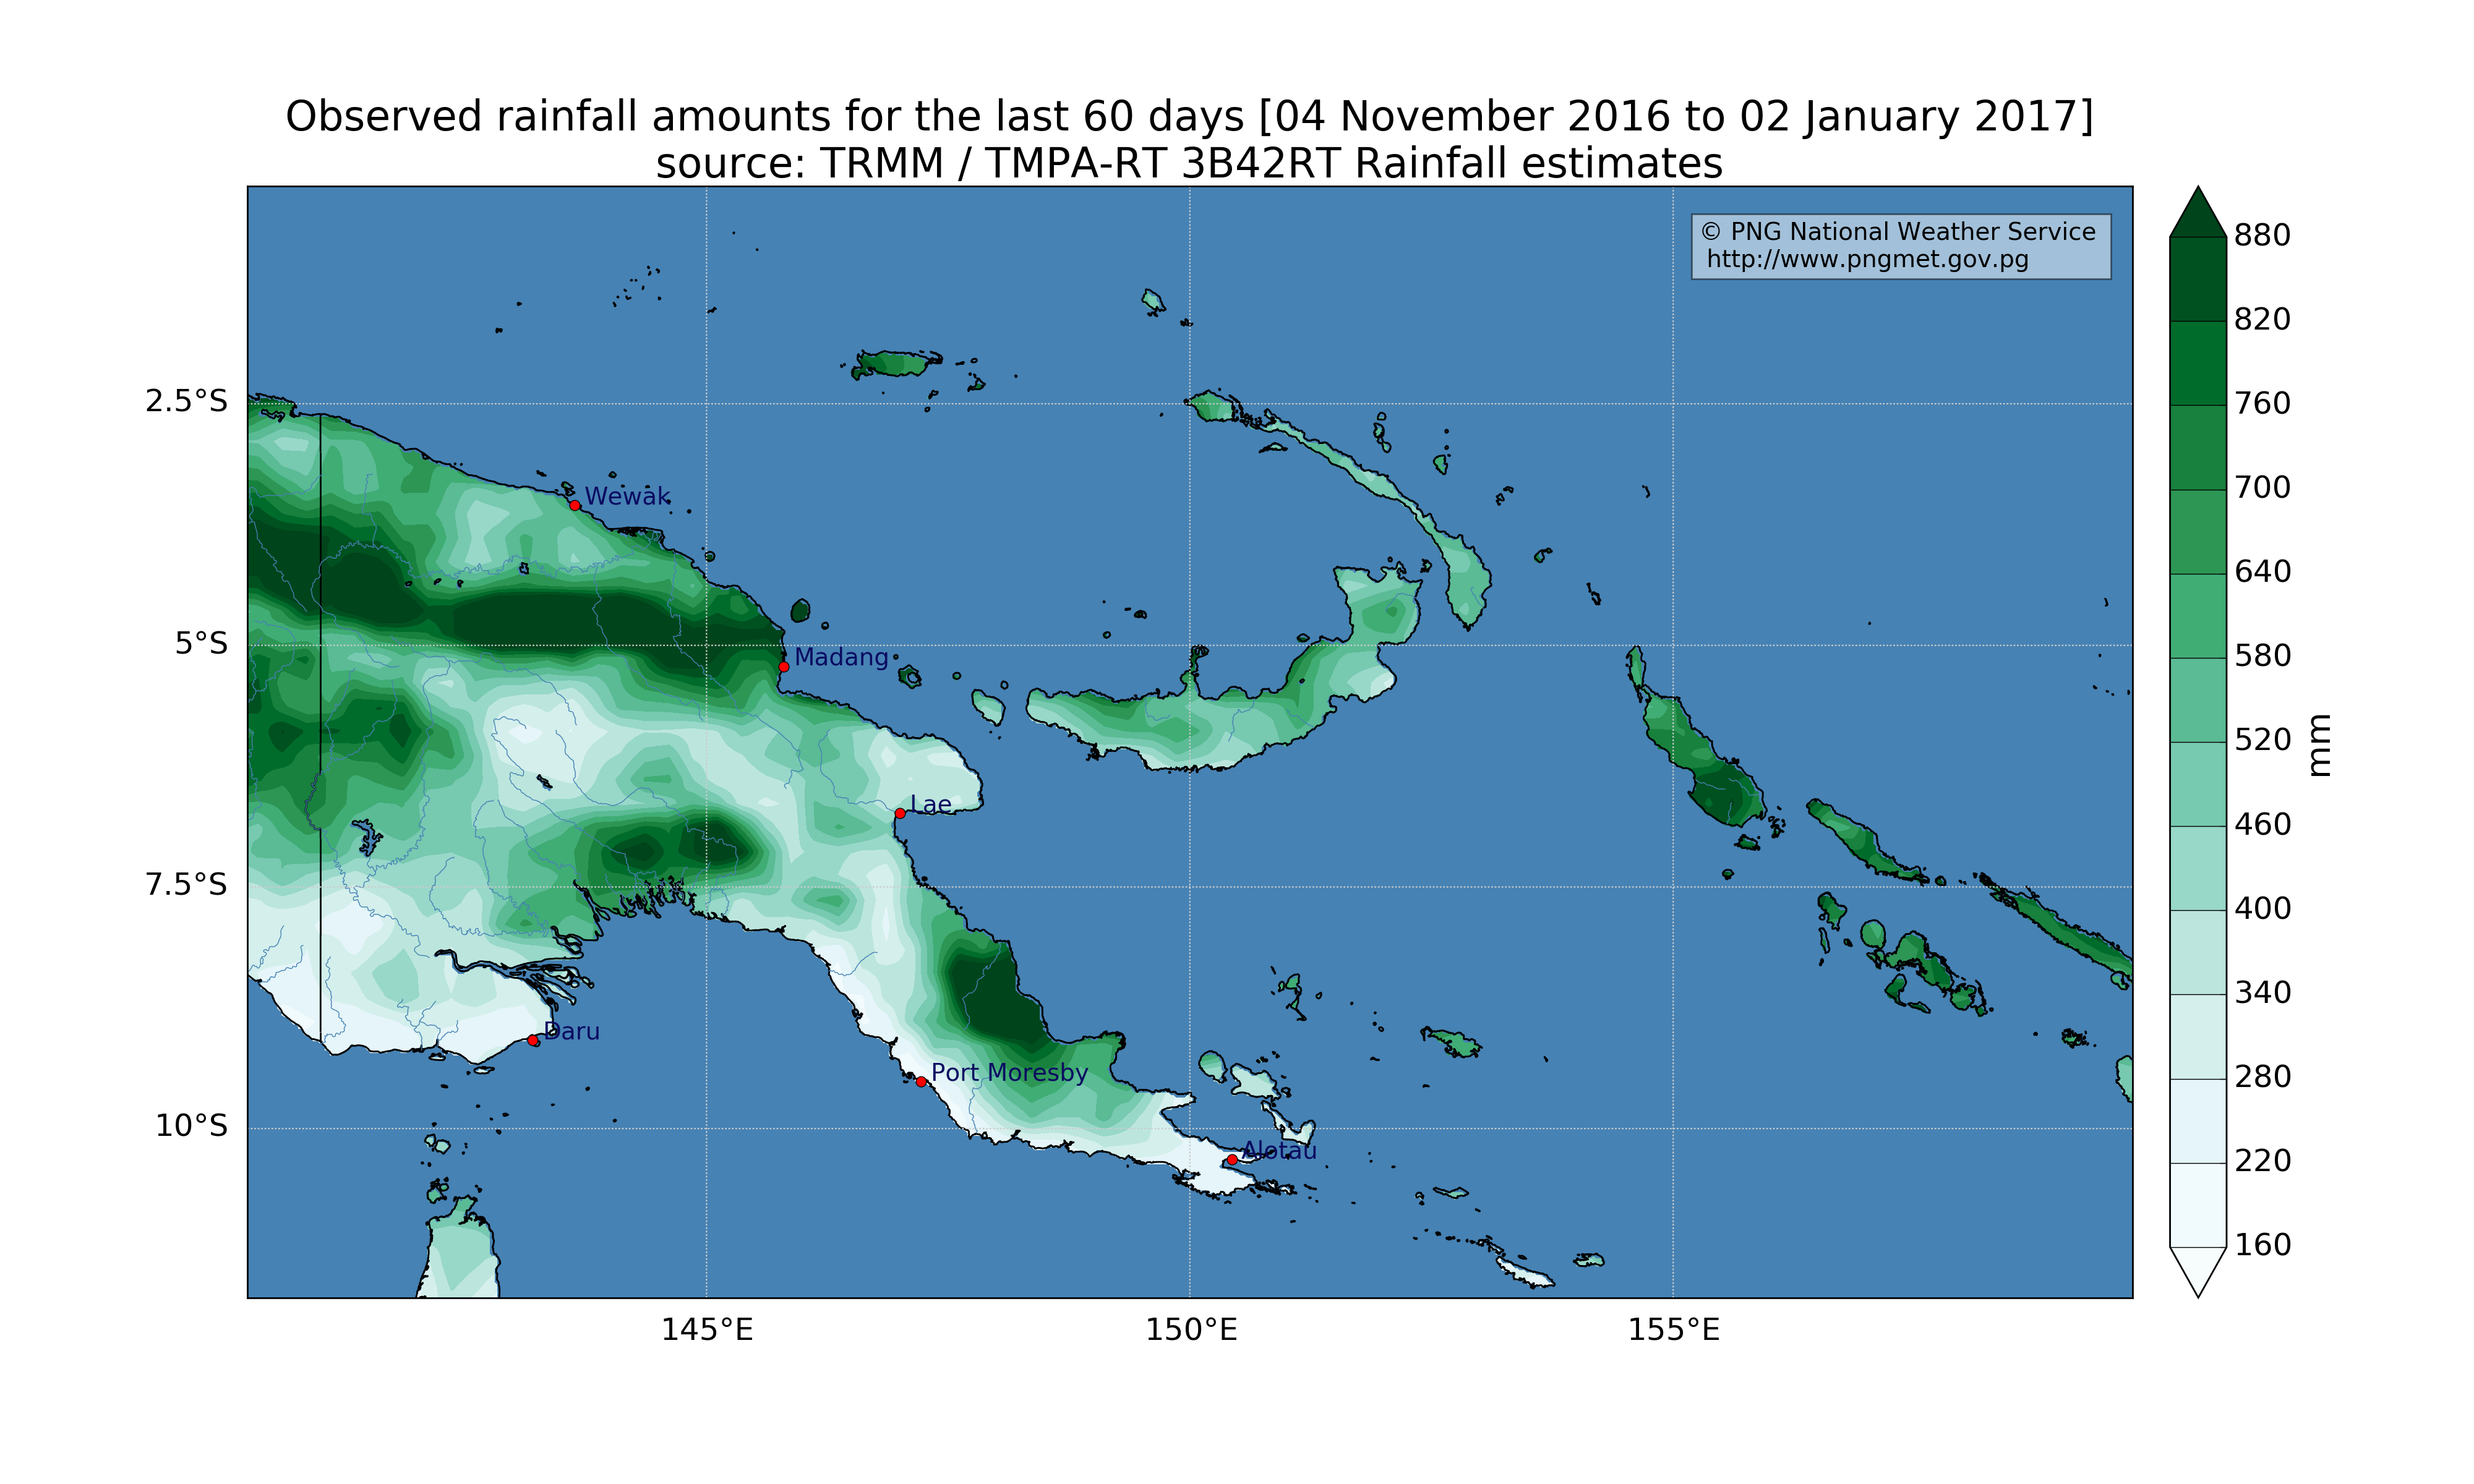 Observed rainfall amounts for the last 60 days [04 November 2016 to 02 January 2017]
source: TRMM / TMPA-RT 3B42RT Rainfall estimates
© PNG National Weather Service
http://www.pngmet.gov.pg
880
820
760
700
640
580
520
460
400
340
280
220
160
mm
2.5°S
5°S
7.5°S
10°S
Wewak
Madang
Lae
Daru
Port Moresby
Alotau
145°E
150°E
155°E